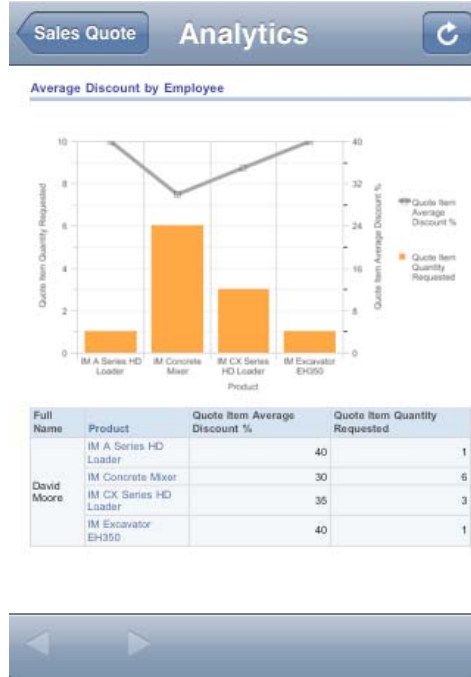 Sales Quote
Analytics
Average Discount by Employee
10
8
6
4
2
0
Quote Item Quantity Requested
40
32
24
16
8
0
Quote Item Average Discount %
Quote Item
Average
Discount %
Quote Item
Quantity
Requested
IM A Series HD
Loader
IM Concrete
Mixer
IM CX Series
HD Loader
IM Excavator
EH350
Product
Full
Name
Product
Quote Item Average
Discount %
Quote Item Quantity
Requested
David
Moore
IM A Series HD
Loader
40
1
IM Concrete Mixer
30
6
IM CX Series HD
Loader
35
3
IM Excavator
EH350
40
1